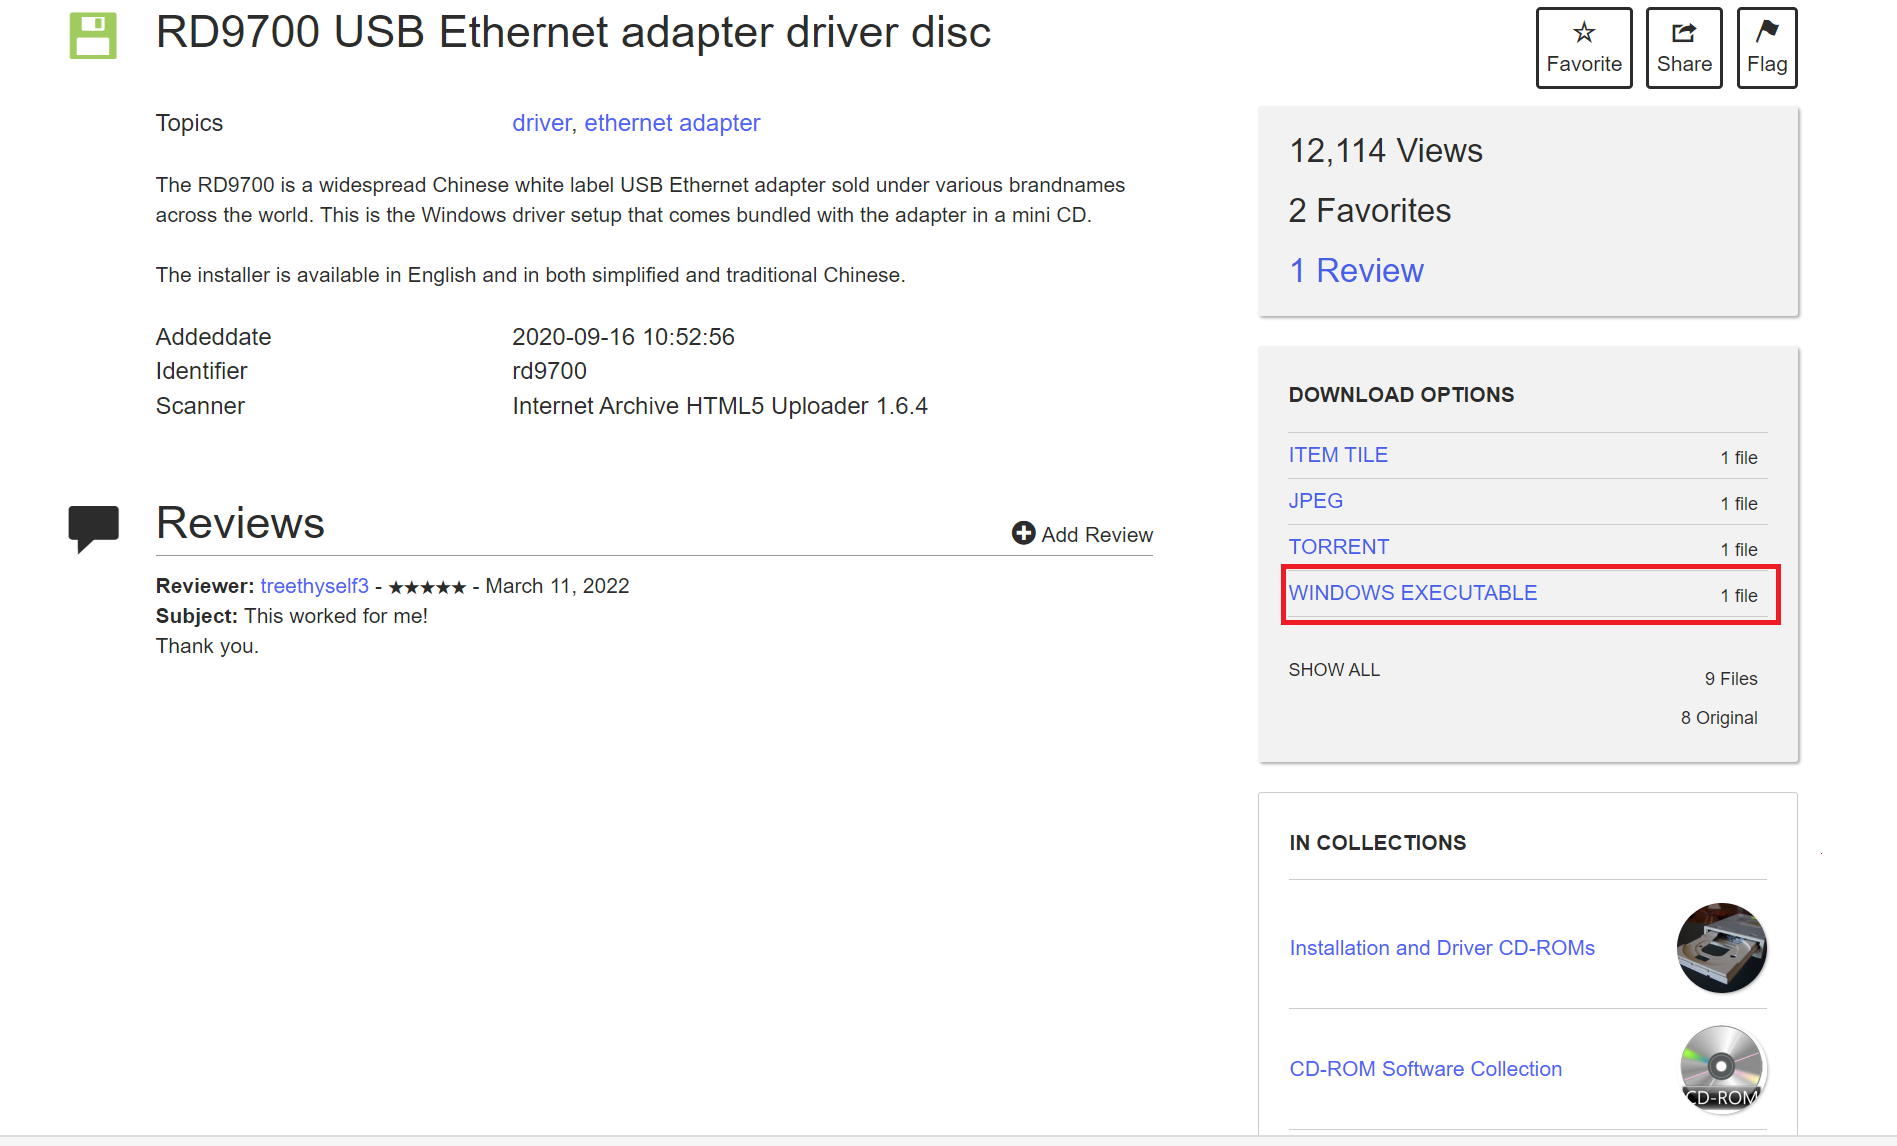 RD9700 USB Ethernet adapter driver disc
Favorite
Share
Flag
Topics
driver, ethernet adapter
The RD9700 is a widespread Chinese white label USB Ethernet adapter sold under various brandnames
across the world. This is the Windows driver setup that comes bundled with the adapter in a mini CD.
The installer is available in English and in both simplified and traditional Chinese.
Addeddate 2020-09-16 10:52:56
Identifier rd9700
Scanner Internet Archive HTML5 Uploader 1.6.4
Reviews
Add Review
Reviewer: treethyself3 - ★★★★★ - March 11, 2022
Subject: This worked for me!
Thank you.
12,114 Views
2 Favorites
1 Review
DOWNLOAD OPTIONS
ITEM TILE 1 file
JPEG 1 file
TORRENT 1 file
WINDOWS EXECUTABLE 1 file
SHOW ALL 9 Files
8 Original
IN COLLECTIONS
Installation and Driver CD-ROMs
CD-ROM Software Collection
CD-ROM